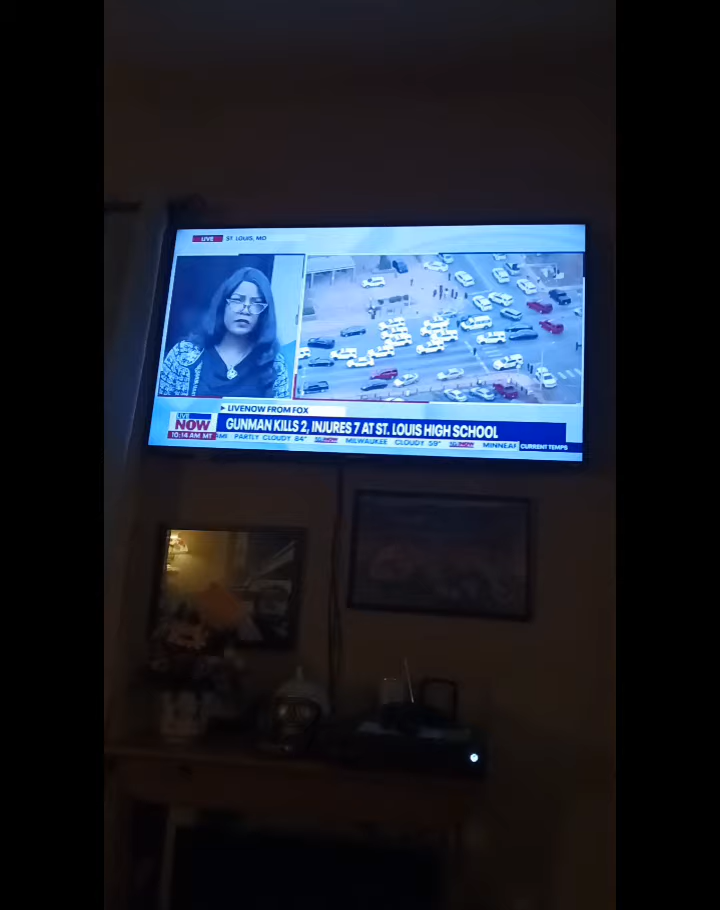 LIVE ST. LOUIS, MO
LIVENOW FROM FOX
LIVE
NOW
GUNMAN KILLS 2, INJURES 7 AT ST. LOUIS HIGH SCHOOL
10:14 AM MT PARTLY CLOUDY 84° MILWAUKEE CLOUDY 59° MINNEAP CURRENT TEMPS